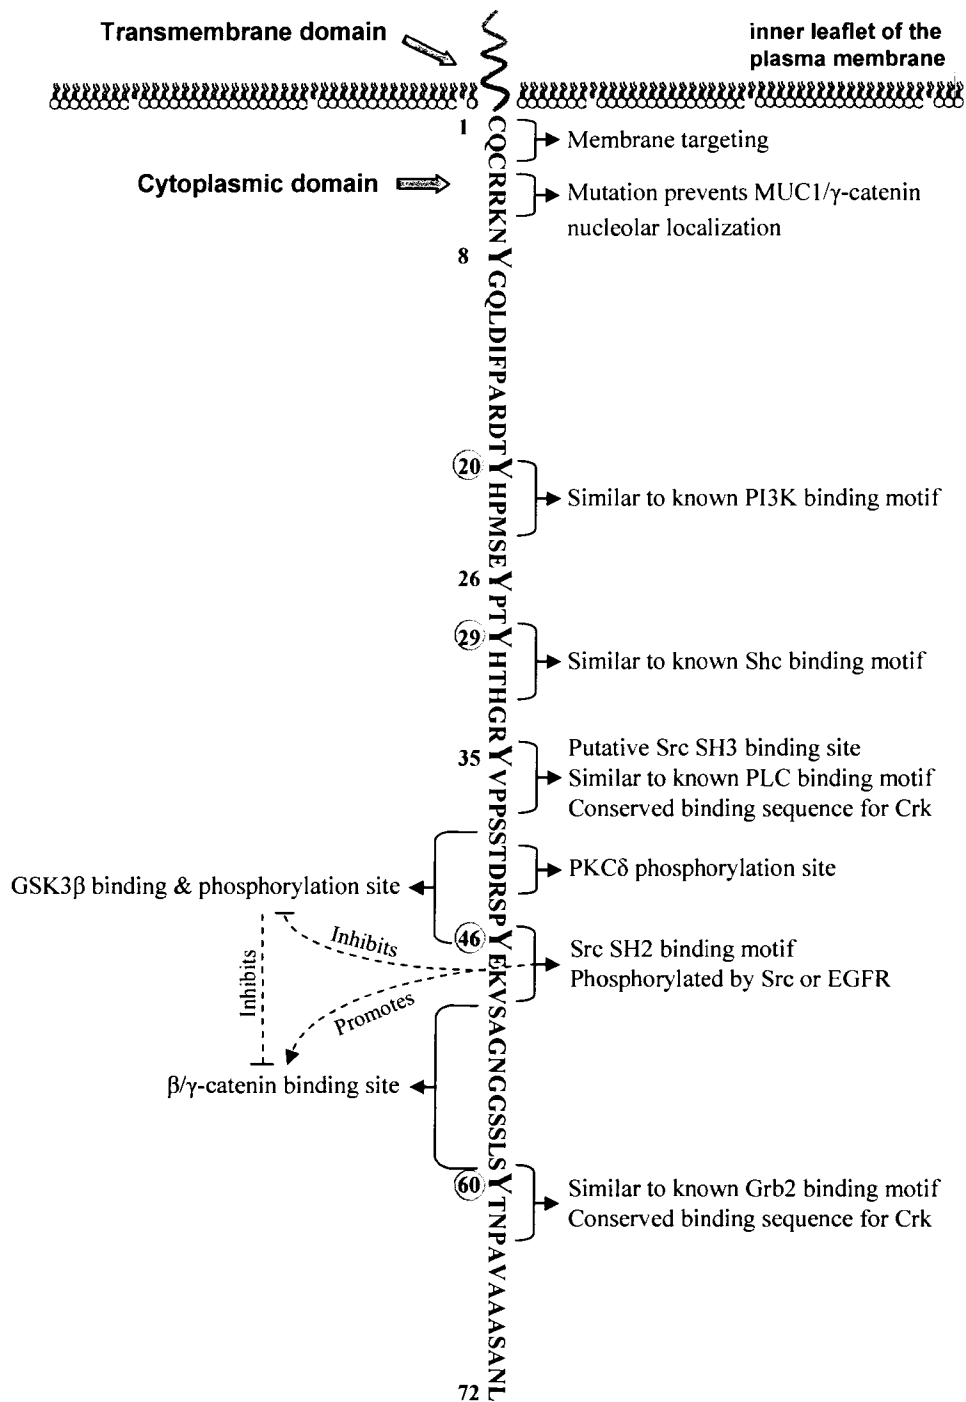 Transmembrane domain
inner leaflet of the
plasma membrane
1
CQCRRKN
Membrane targeting
Cytoplasmic domain
Mutation prevents MUC1/γ-catenin
nucleolar localization
8
Y
GQLDIFPARDT
20
Y
HPMSE
Similar to known PI3K binding motif
26
Y
PT
29
Y
HTHGR
Similar to known Shc binding motif
35
Y
VPPSSTDRSP
Putative Src SH3 binding site
Similar to known PLC binding motif
Conserved binding sequence for Crk
PKCδ phosphorylation site
GSK3β binding & phosphorylation site
46
Y
EKVSAGNGGSSLS
Inhibits
Src SH2 binding motif
Phosphorylated by Src or EGFR
Inhibits
Promotes
β/γ-catenin binding site
60
Y
TNPAVAAASANL
Similar to known Grb2 binding motif
Conserved binding sequence for Crk
72